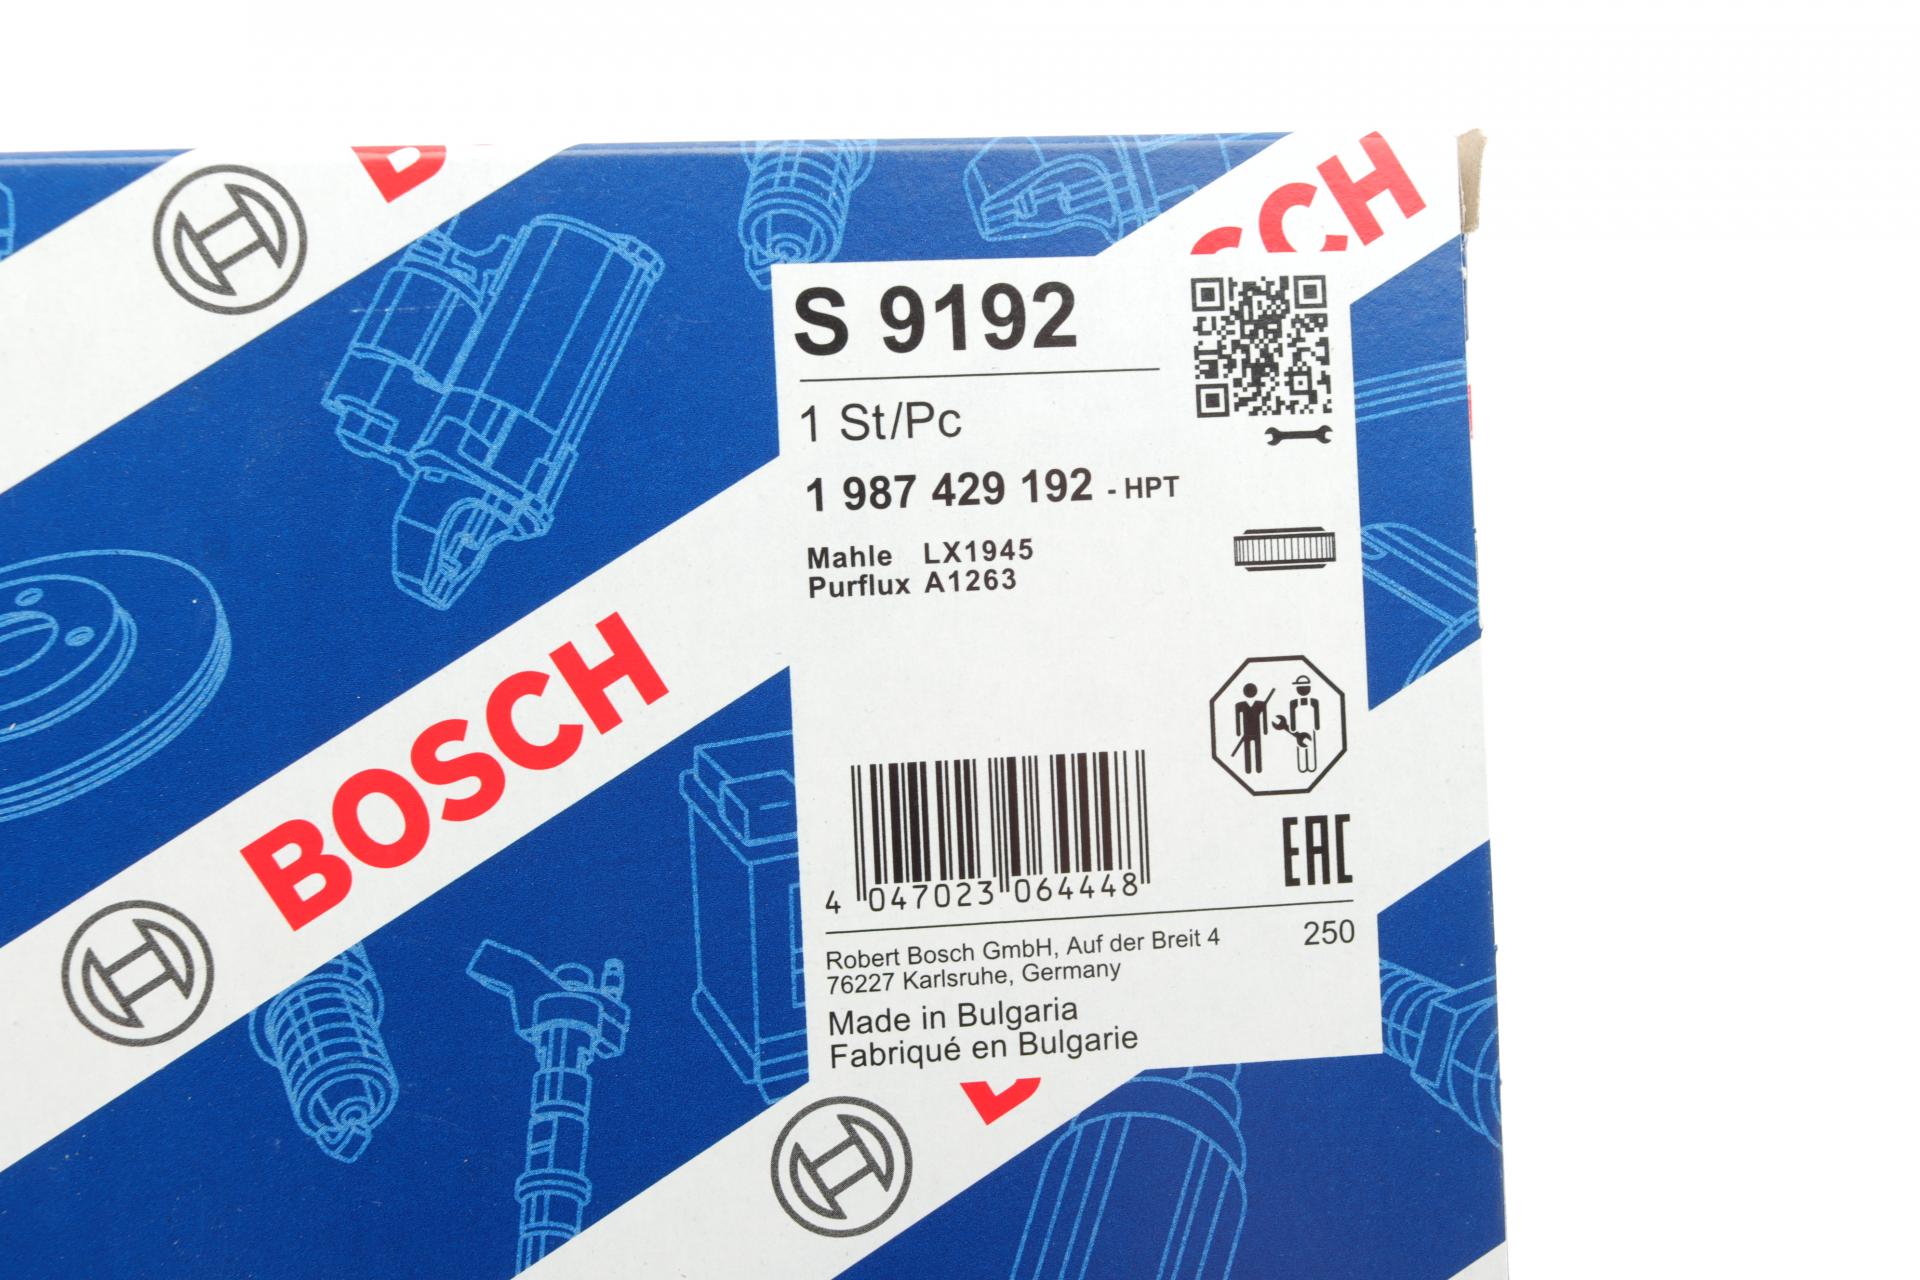 BOSCH
S 9192
1 St/Pc
1 987 429 192 - HPT
Mahle LX1945
Purflux A1263
4 047023 064448
EAC
Robert Bosch GmbH, Auf der Breit 4
76227 Karlsruhe, Germany
250
Made in Bulgaria
Fabriqué en Bulgarie
BOSCH